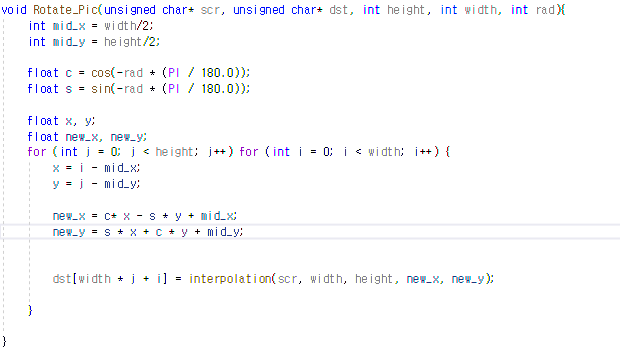 void Rotate_Pic(unsigned char* scr, unsigned char* dst, int height, int width, int rad){
int mid_x = width/2;
int mid_y = height/2;
float c = cos(-rad * (PI / 180.0));
float s = sin(-rad * (PI / 180.0));
float x, y;
float new_x, new_y;
for (int j = 0; j < height; j++) for (int i = 0; i < width; i++) {
x = i - mid_x;
y = j - mid_y;
new_x = c* x - s * y + mid_x;
new_y = s * x + c * y + mid_y;
dst[width * j + i] = interpolation(scr, width, height, new_x, new_y);
}
}